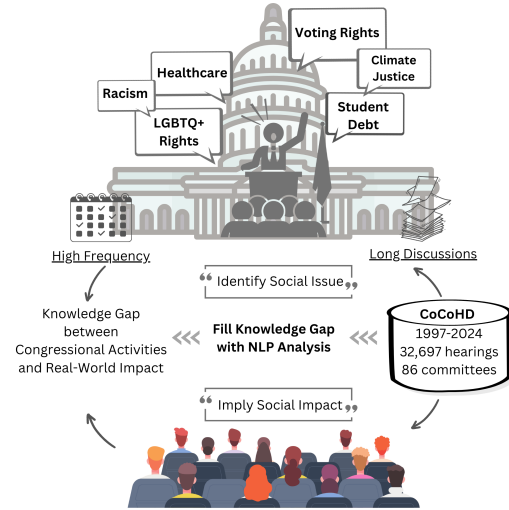 Voting Rights
Healthcare
Climate
Justice
Racism
Student
Debt
LGBTQ+
Rights
High Frequency
Long Discussions
❝ Identify Social Issue ❞
Knowledge Gap
between
Congressional Activities
and Real-World Impact
Fill Knowledge Gap
with NLP Analysis
CoCoHD
1997-2024
32,697 hearings
86 committees
❝ Imply Social Impact ❞